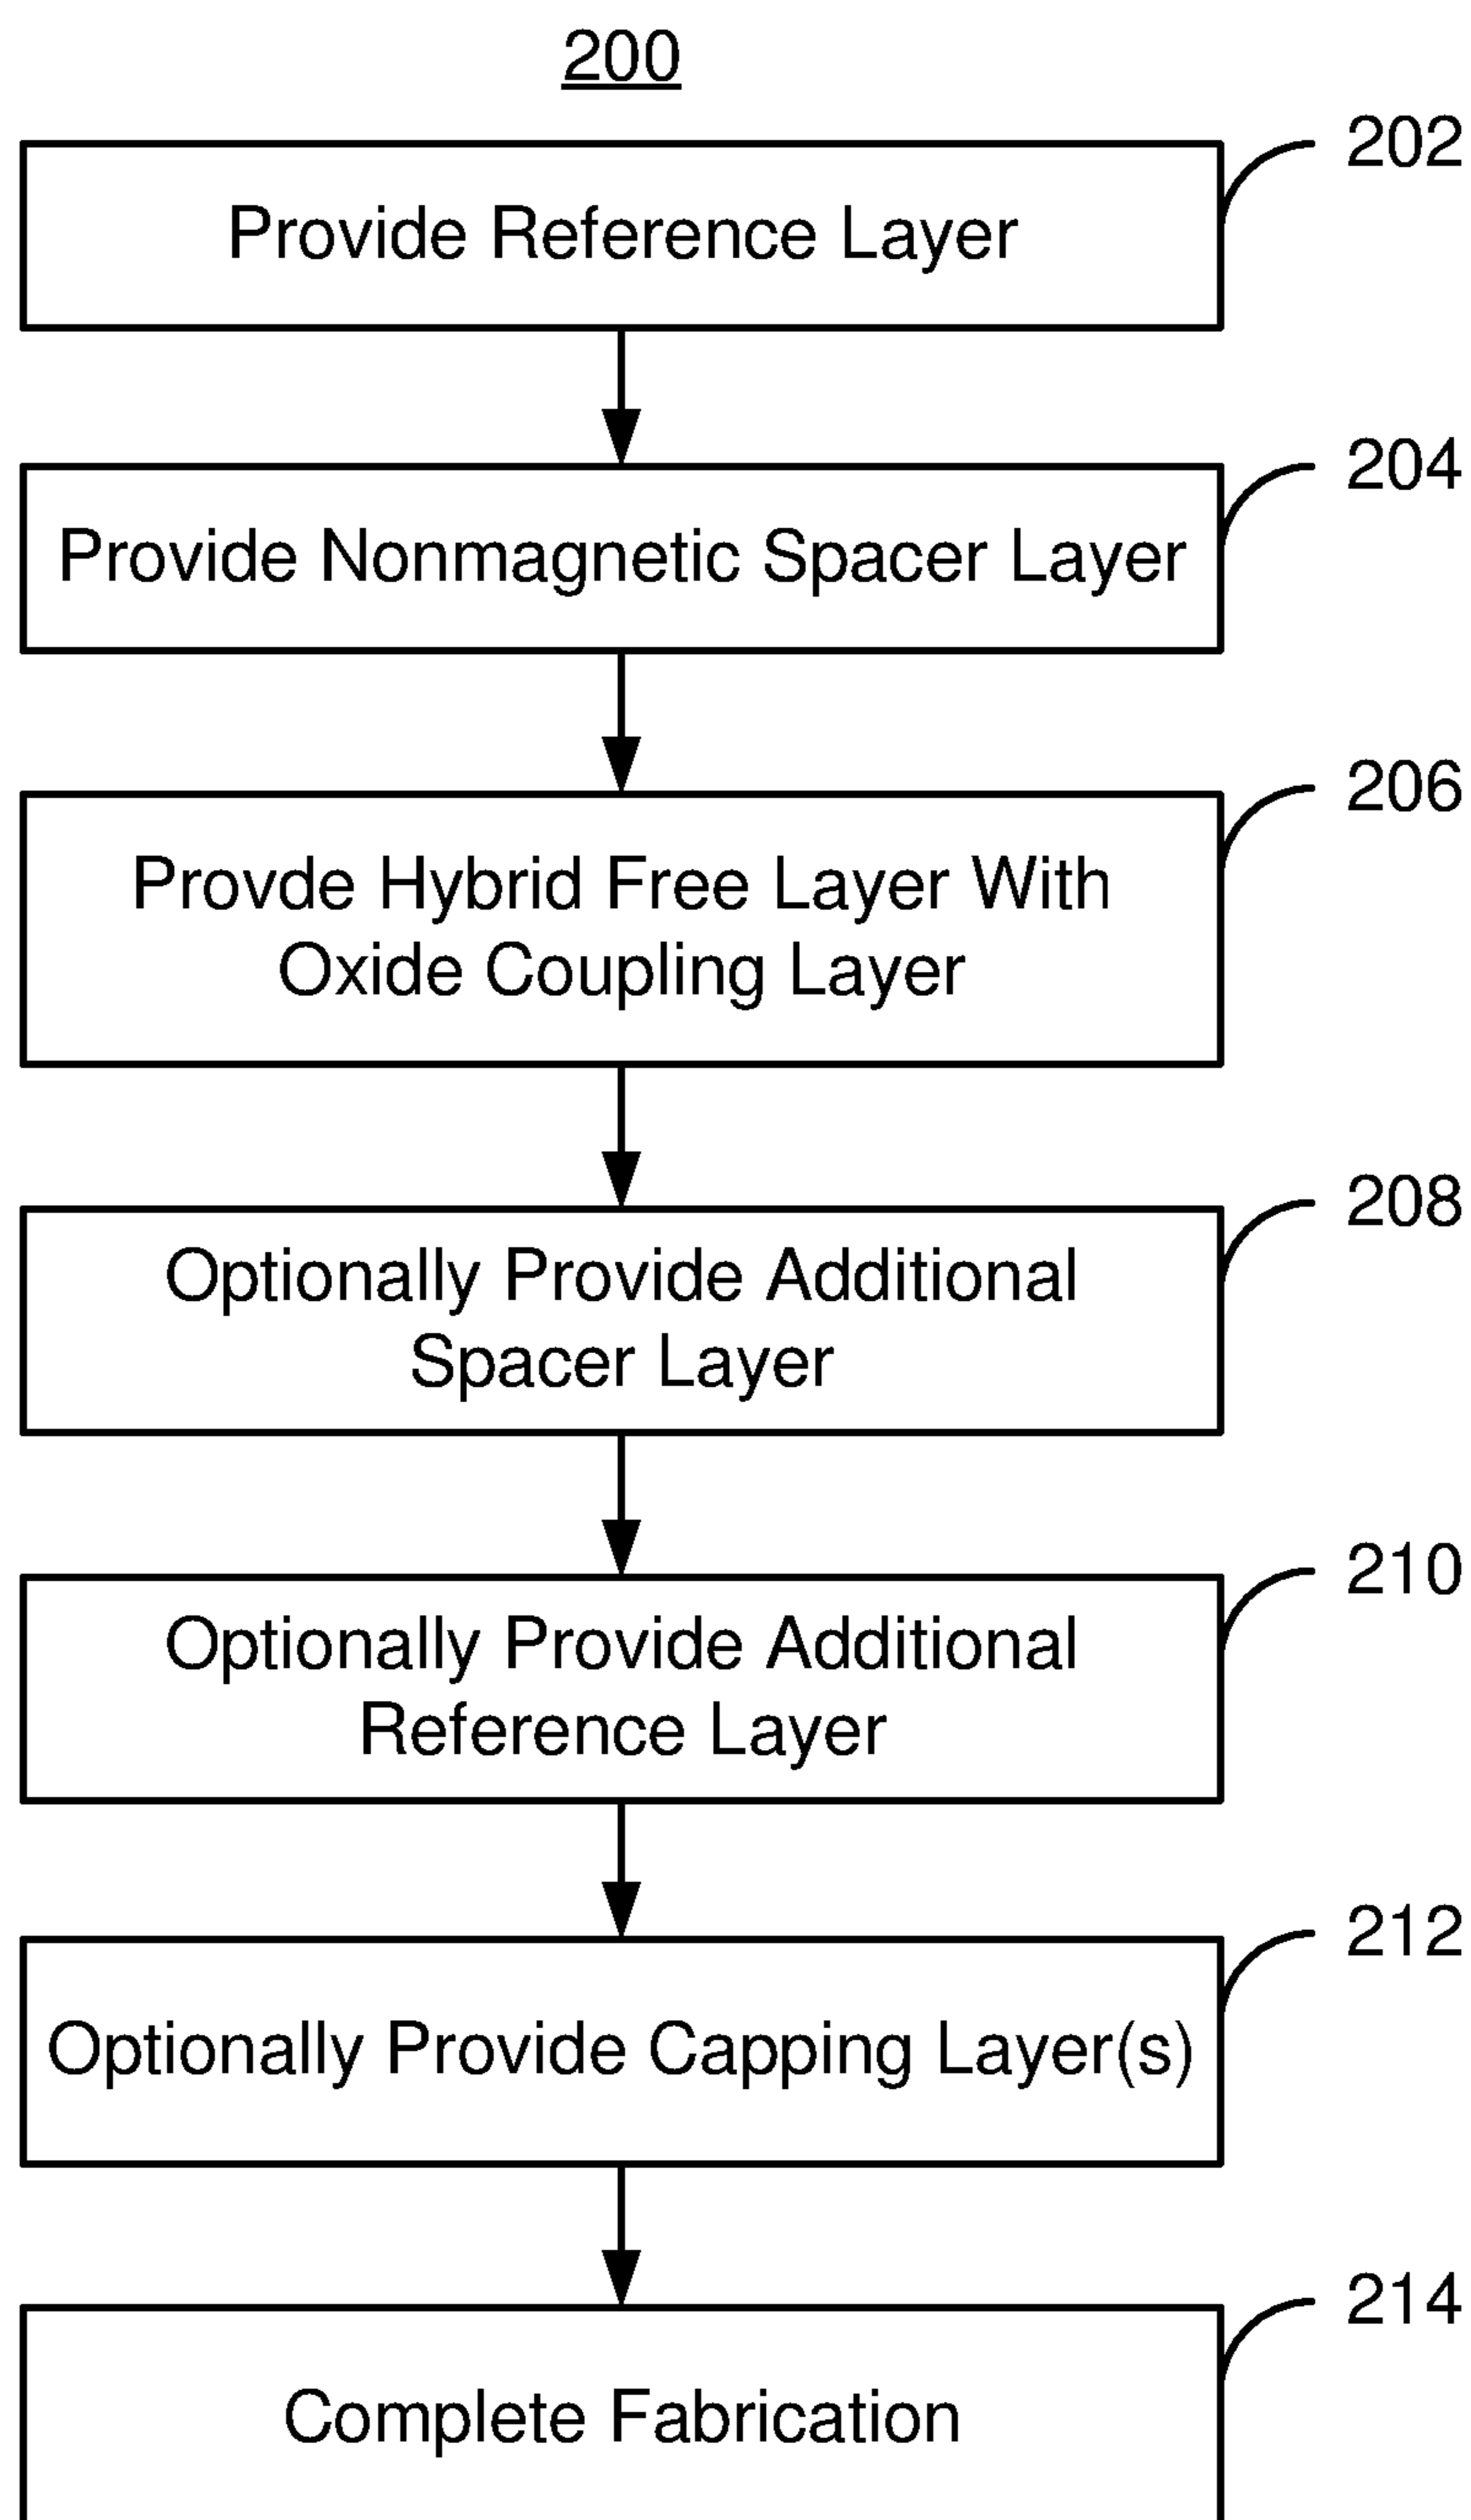 200
202
Provide Reference Layer
204
Provide Nonmagnetic Spacer Layer
206
Provde Hybrid Free Layer With
Oxide Coupling Layer
208
Optionally Provide Additional
Spacer Layer
210
Optionally Provide Additional
Reference Layer
212
Optionally Provide Capping Layer(s)
214
Complete Fabrication